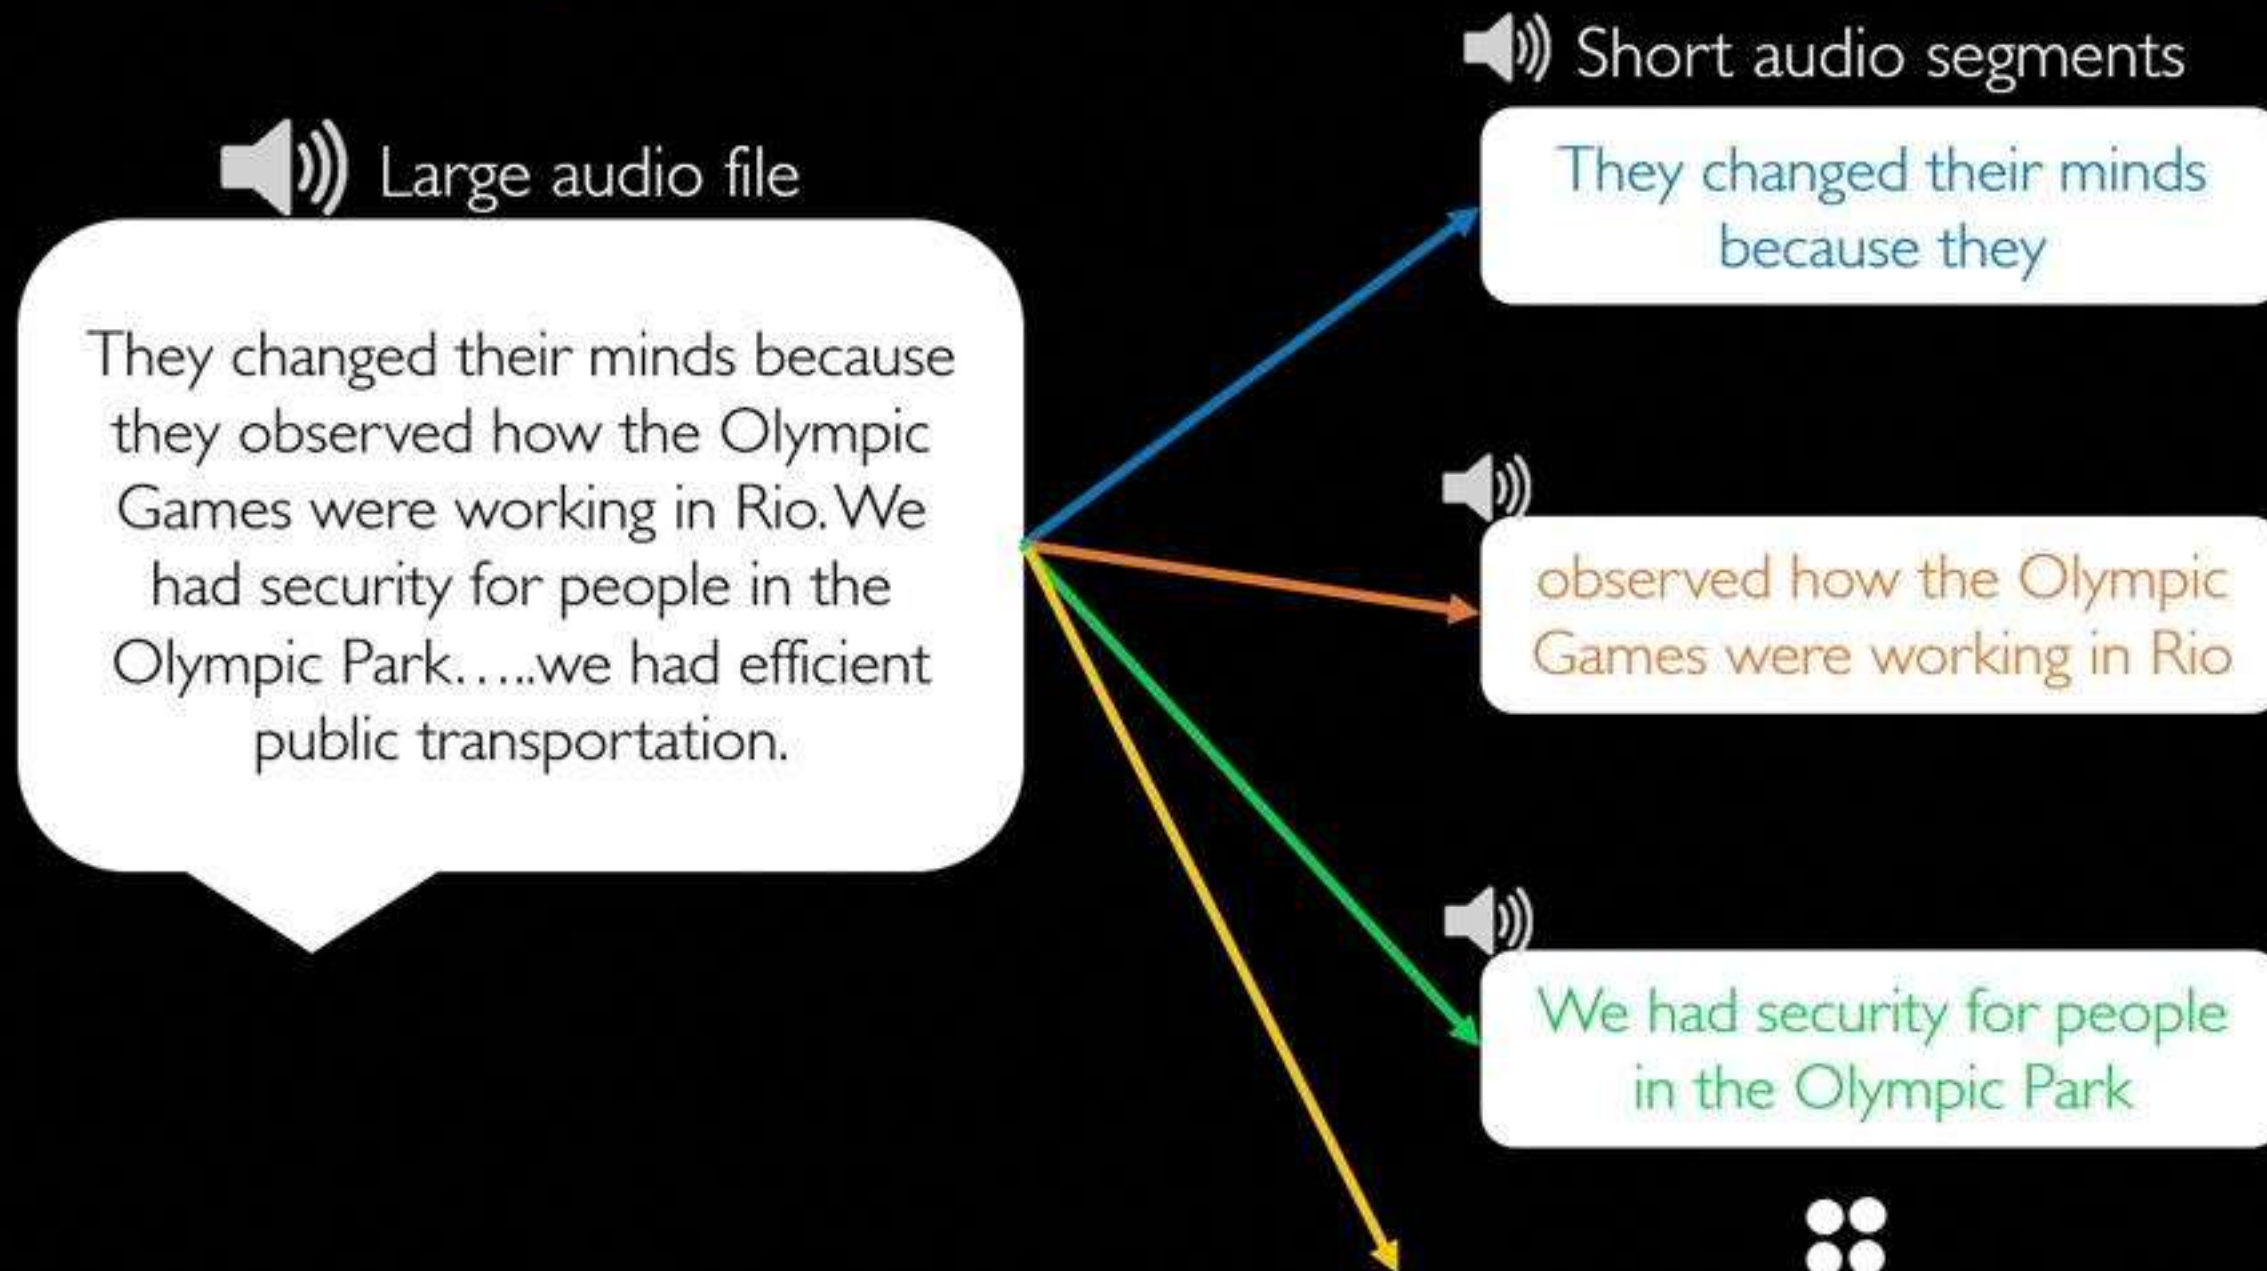 Large audio file
They changed their minds because
they observed how the Olympic
Games were working in Rio. We
had security for people in the
Olympic Park.....we had efficient
public transportation.
Short audio segments
They changed their minds
because they
observed how the Olympic
Games were working in Rio
We had security for people
in the Olympic Park